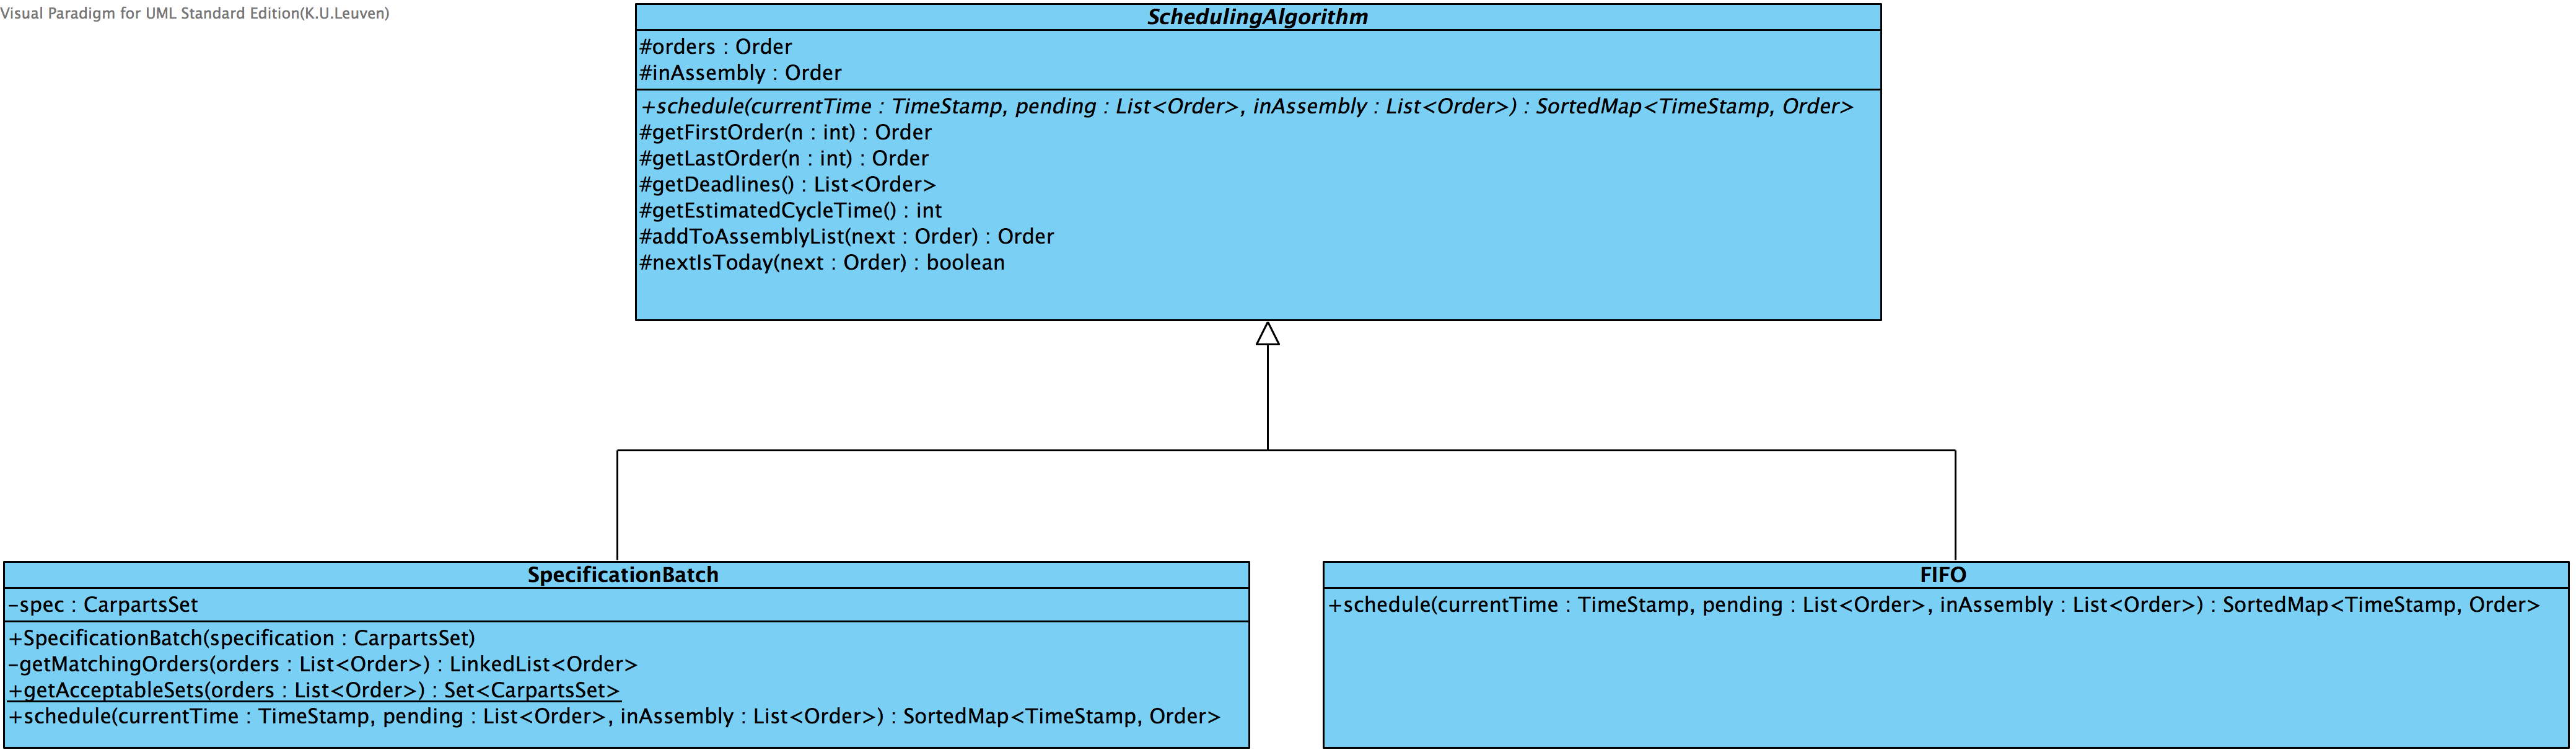 Visual Paradigm for UML Standard Edition(K.U.Leuven)
SchedulingAlgorithm
#orders : Order
#inAssembly : Order
+schedule(currentTime : TimeStamp, pending : List<Order>, inAssembly : List<Order>) : SortedMap<TimeStamp, Order>
#getFirstOrder(n : int) : Order
#getLastOrder(n : int) : Order
#getDeadlines() : List<Order>
#getEstimatedCycleTime() : int
#addToAssemblyList(next : Order) : Order
#nextIsToday(next : Order) : boolean
SpecificationBatch
-spec : CarpartsSet
+SpecificationBatch(specification : CarpartsSet)
-getMatchingOrders(orders : List<Order>) : LinkedList<Order>
+getAcceptableSets(orders : List<Order>) : Set<CarpartsSet>
+schedule(currentTime : TimeStamp, pending : List<Order>, inAssembly : List<Order>) : SortedMap<TimeStamp, Order>
FIFO
+schedule(currentTime : TimeStamp, pending : List<Order>, inAssembly : List<Order>) : SortedMap<TimeStamp, Order>